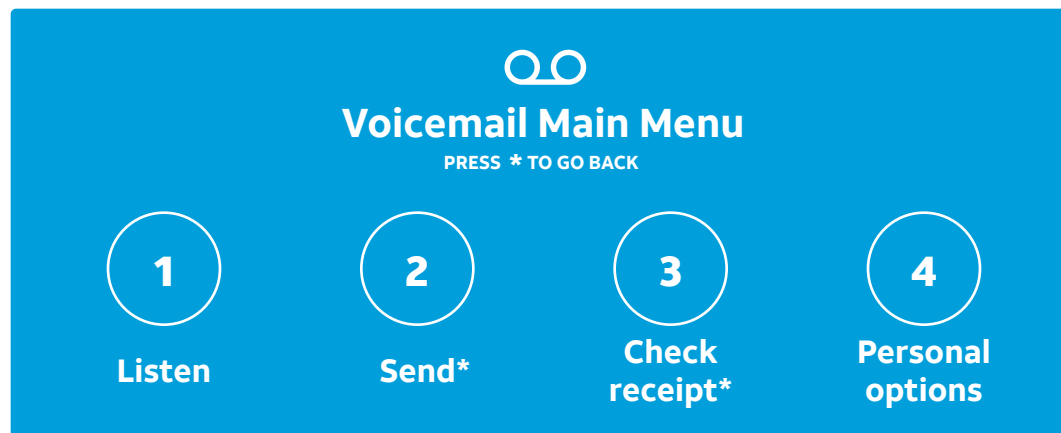 Voicemail Main Menu
PRESS * TO GO BACK
1
2
3
4
Listen
Send*
Check
receipt*
Personal
options